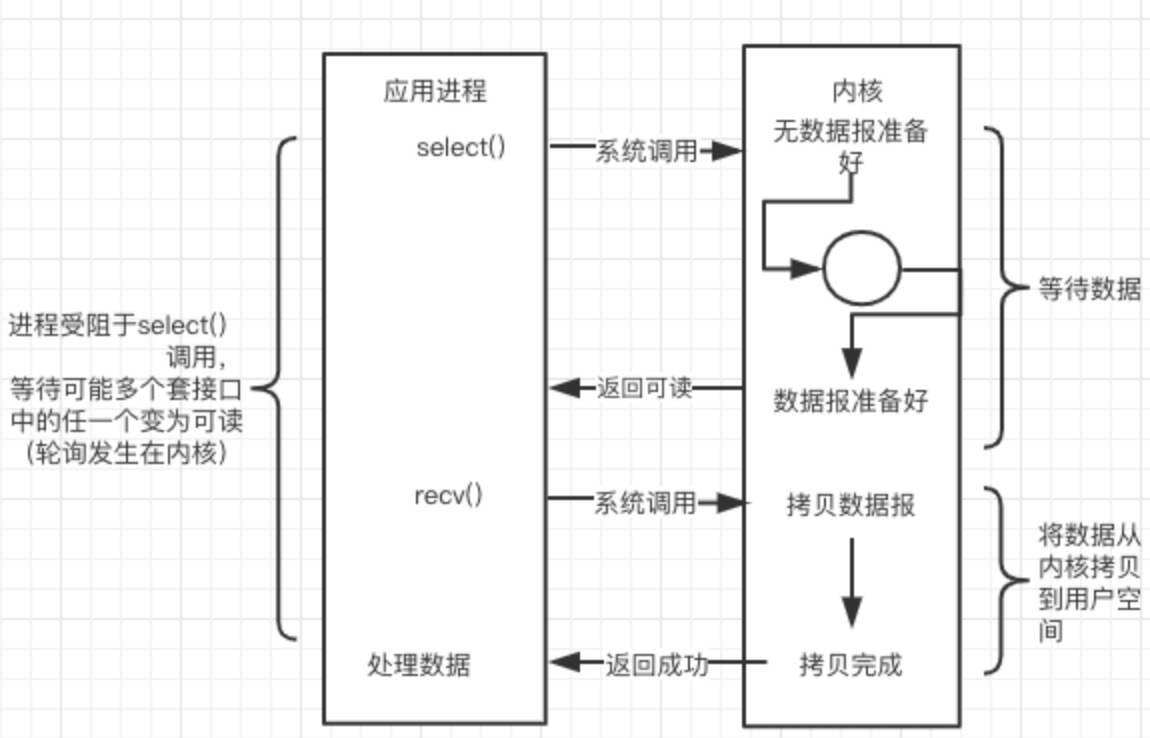 应用进程
内核
select()
系统调用
无数据报准备
好
等待数据
进程受阻于select()
调用，
等待可能多个套接口
中的任一个变为可读
（轮询发生在内核）
返回可读
数据报准备好
recv()
系统调用
拷贝数据报
将数据从
内核拷贝
到用户空
间
处理数据
返回成功
拷贝完成